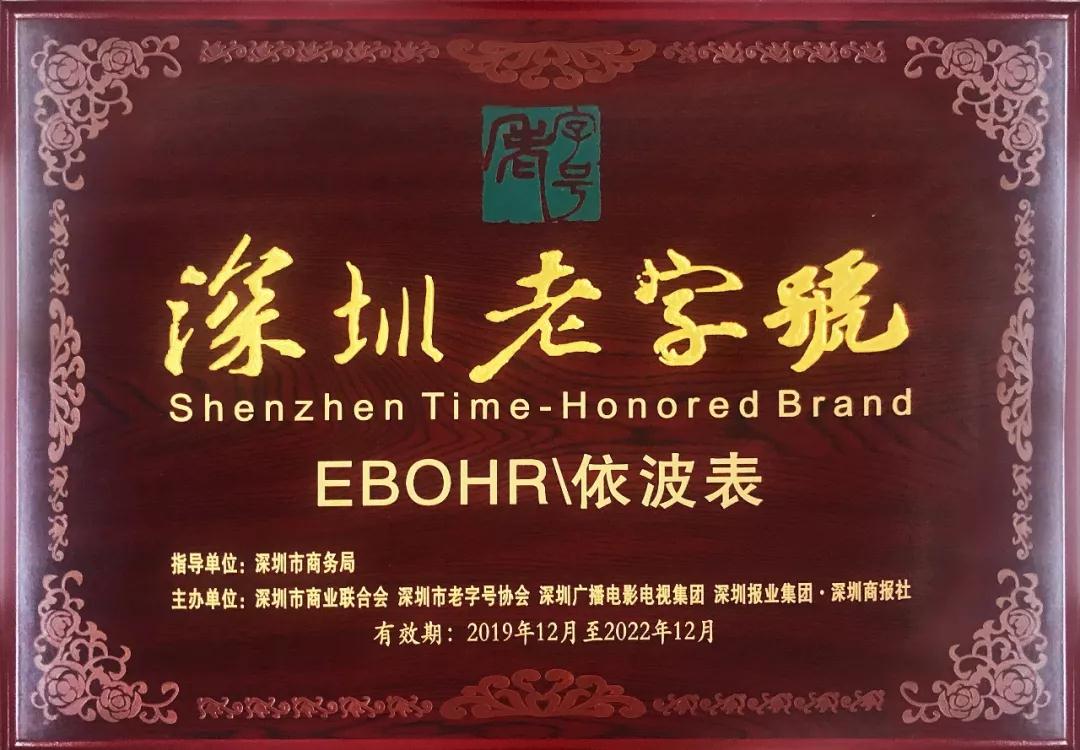 老字号
深圳老字號
Shenzhen Time-Honored Brand
EBOHR\依波表
指导单位：深圳市商务局
主办单位：深圳市商业联合会 深圳市老字号协会 深圳广播电影电视集团 深圳报业集团·深圳商报社
有效期：2019年12月至2022年12月